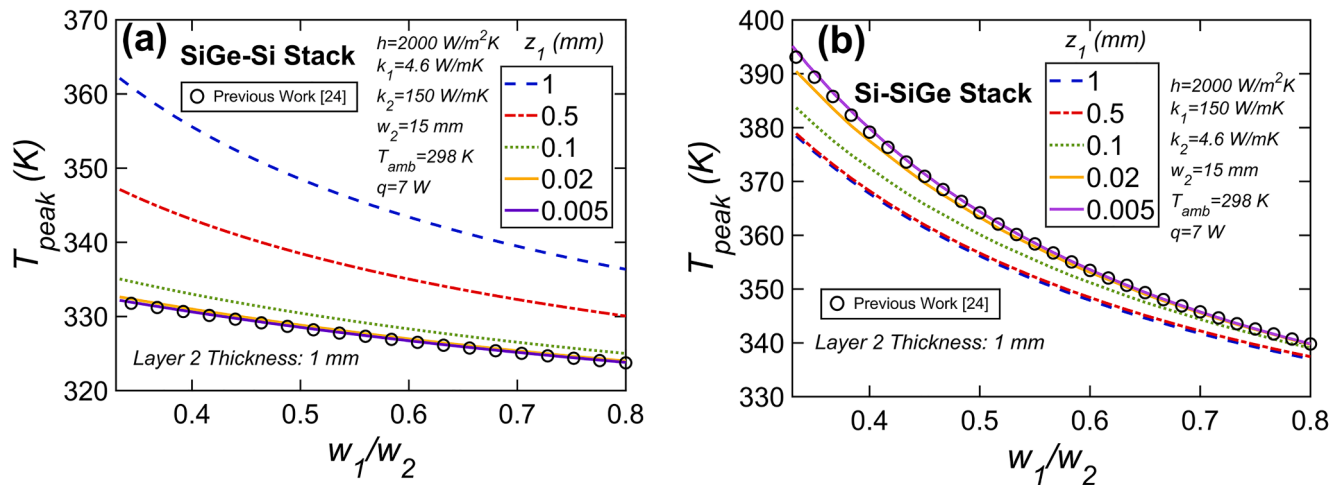 (a)
SiGe-Si Stack
Previous Work [24]
h=2000 W/m²K
k₁=4.6 W/mK
k₂=150 W/mK
w₂=15 mm
T_amb=298 K
q=7 W
z₁ (mm)
1
0.5
0.1
0.02
0.005
Layer 2 Thickness: 1 mm
T_peak (K)
370
360
350
340
330
320
0.4
0.5
0.6
0.7
0.8
w₁/w₂
(b)
Si-SiGe Stack
z₁ (mm)
1
0.5
0.1
0.02
0.005
h=2000 W/m²K
k₁=150 W/mK
k₂=4.6 W/mK
w₂=15 mm
T_amb=298 K
q=7 W
Previous Work [24]
Layer 2 Thickness: 1 mm
T_peak (K)
400
390
380
370
360
350
340
330
0.4
0.5
0.6
0.7
0.8
w₁/w₂